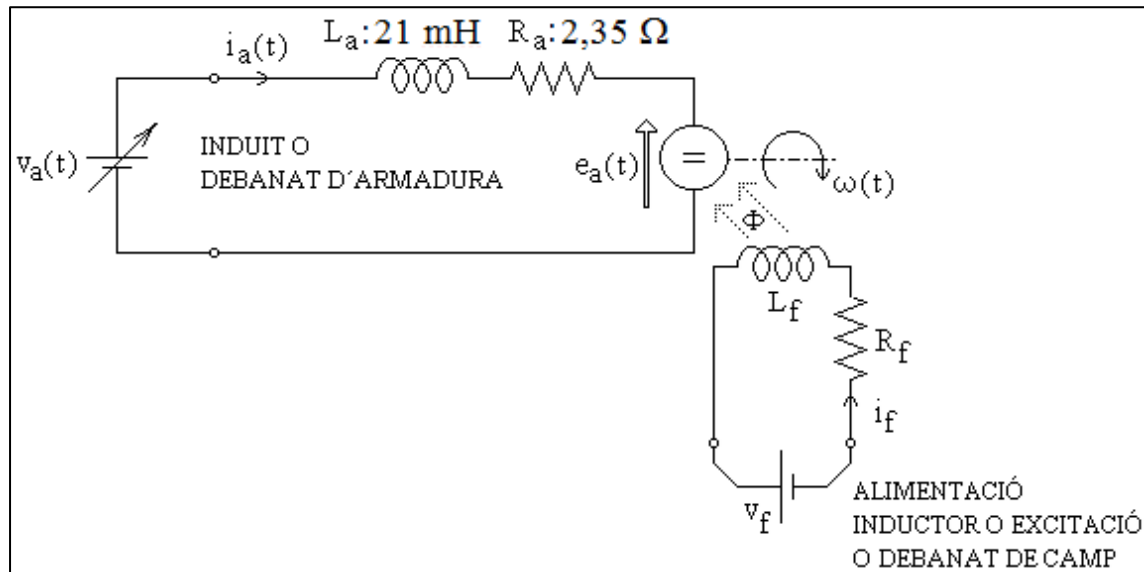 Lₐ:21 mH Rₐ:2,35 Ω
iₐ(t)
vₐ(t)
INDUIT O
DEBANAT D´ARMADURA
eₐ(t)
=
ω(t)
Φ
L_f
R_f
i_f
v_f
ALIMENTACIÓ
INDUCTOR O EXCITACIÓ
O DEBANAT DE CAMP